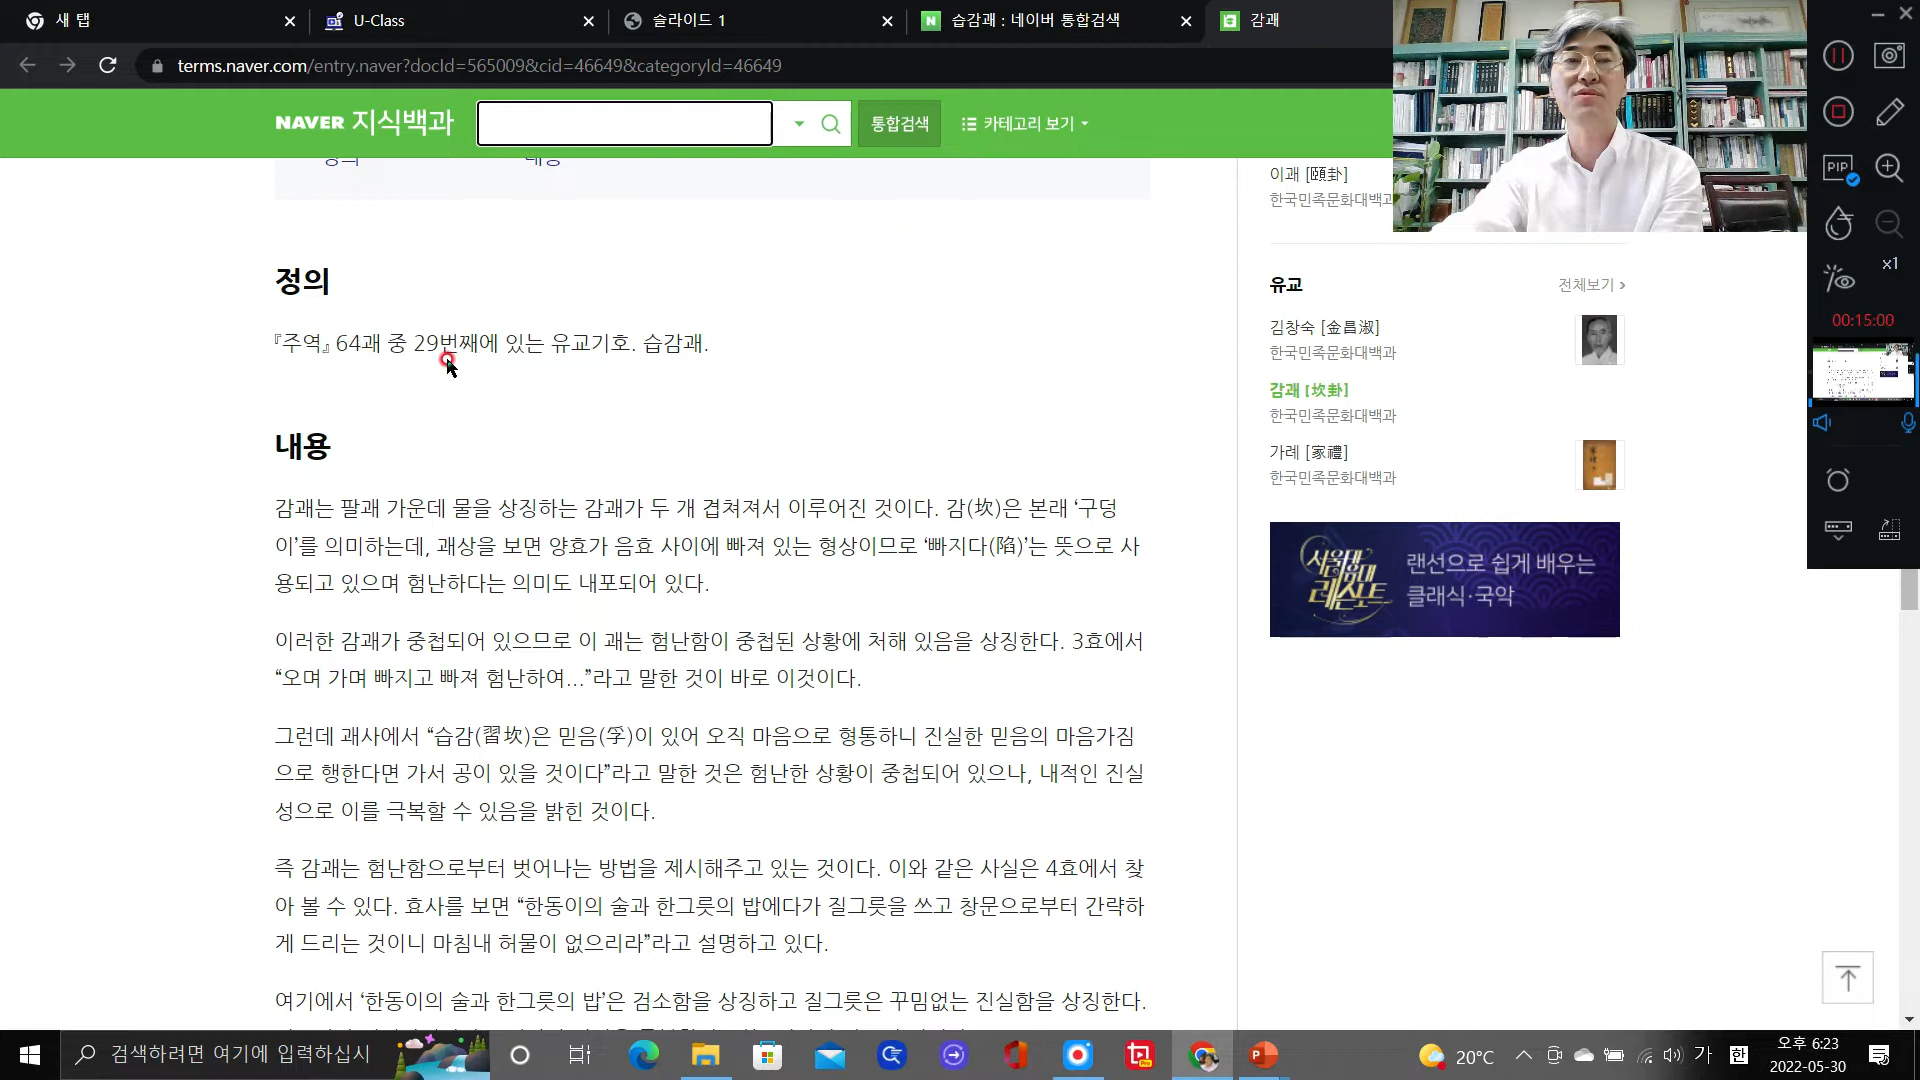 새 탭
U-Class
슬라이드 1
습감괘 : 네이버 통합검색
감괘
terms.naver.com/entry.naver?docId=565009&cid=46649&categoryId=46649
NAVER 지식백과
통합검색
카테고리 보기
정의
내용
이괘 [頤卦]
한국민족문화대백과
정의
『주역』 64괘 중 29번째에 있는 유교기호. 습감괘.
내용
감괘는 팔괘 가운데 물을 상징하는 감괘가 두 개 겹쳐져서 이루어진 것이다. 감(坎)은 본래 ‘구덩
이’를 의미하는데, 괘상을 보면 양효가 음효 사이에 빠져 있는 형상이므로 ‘빠지다(陷)’는 뜻으로 사
용되고 있으며 험난하다는 의미도 내포되어 있다.
이러한 감괘가 중첩되어 있으므로 이 괘는 험난함이 중첩된 상황에 처해 있음을 상징한다. 3효에서
“오며 가며 빠지고 빠져 험난하여...”라고 말한 것이 바로 이것이다.
그런데 괘사에서 “습감(習坎)은 믿음(孚)이 있어 오직 마음으로 형통하니 진실한 믿음의 마음가짐
으로 행한다면 가서 공이 있을 것이다”라고 말한 것은 험난한 상황이 중첩되어 있으나, 내적인 진실
성으로 이를 극복할 수 있음을 밝힌 것이다.
즉 감괘는 험난함으로부터 벗어나는 방법을 제시해주고 있는 것이다. 이와 같은 사실은 4효에서 찾
아 볼 수 있다. 효사를 보면 “한동이의 술과 한그릇의 밥에다가 질그릇을 쓰고 창문으로부터 간략하
게 드리는 것이니 마침내 허물이 없으리라”라고 설명하고 있다.
여기에서 ‘한동이의 술과 한그릇의 밥’은 검소함을 상징하고 질그릇은 꾸밈없는 진실함을 상징한다.
유교
전체보기
김창숙 [金昌淑]
한국민족문화대백과
감괘 [坎卦]
한국민족문화대백과
가례 [家禮]
한국민족문화대백과
서울대 음대 레슨노트
랜선으로 쉽게 배우는
클래식·국악
PIP
x1
00:15:00
검색하려면 여기에 입력하십시
20°C
가
한
오후 6:23
2022-05-30